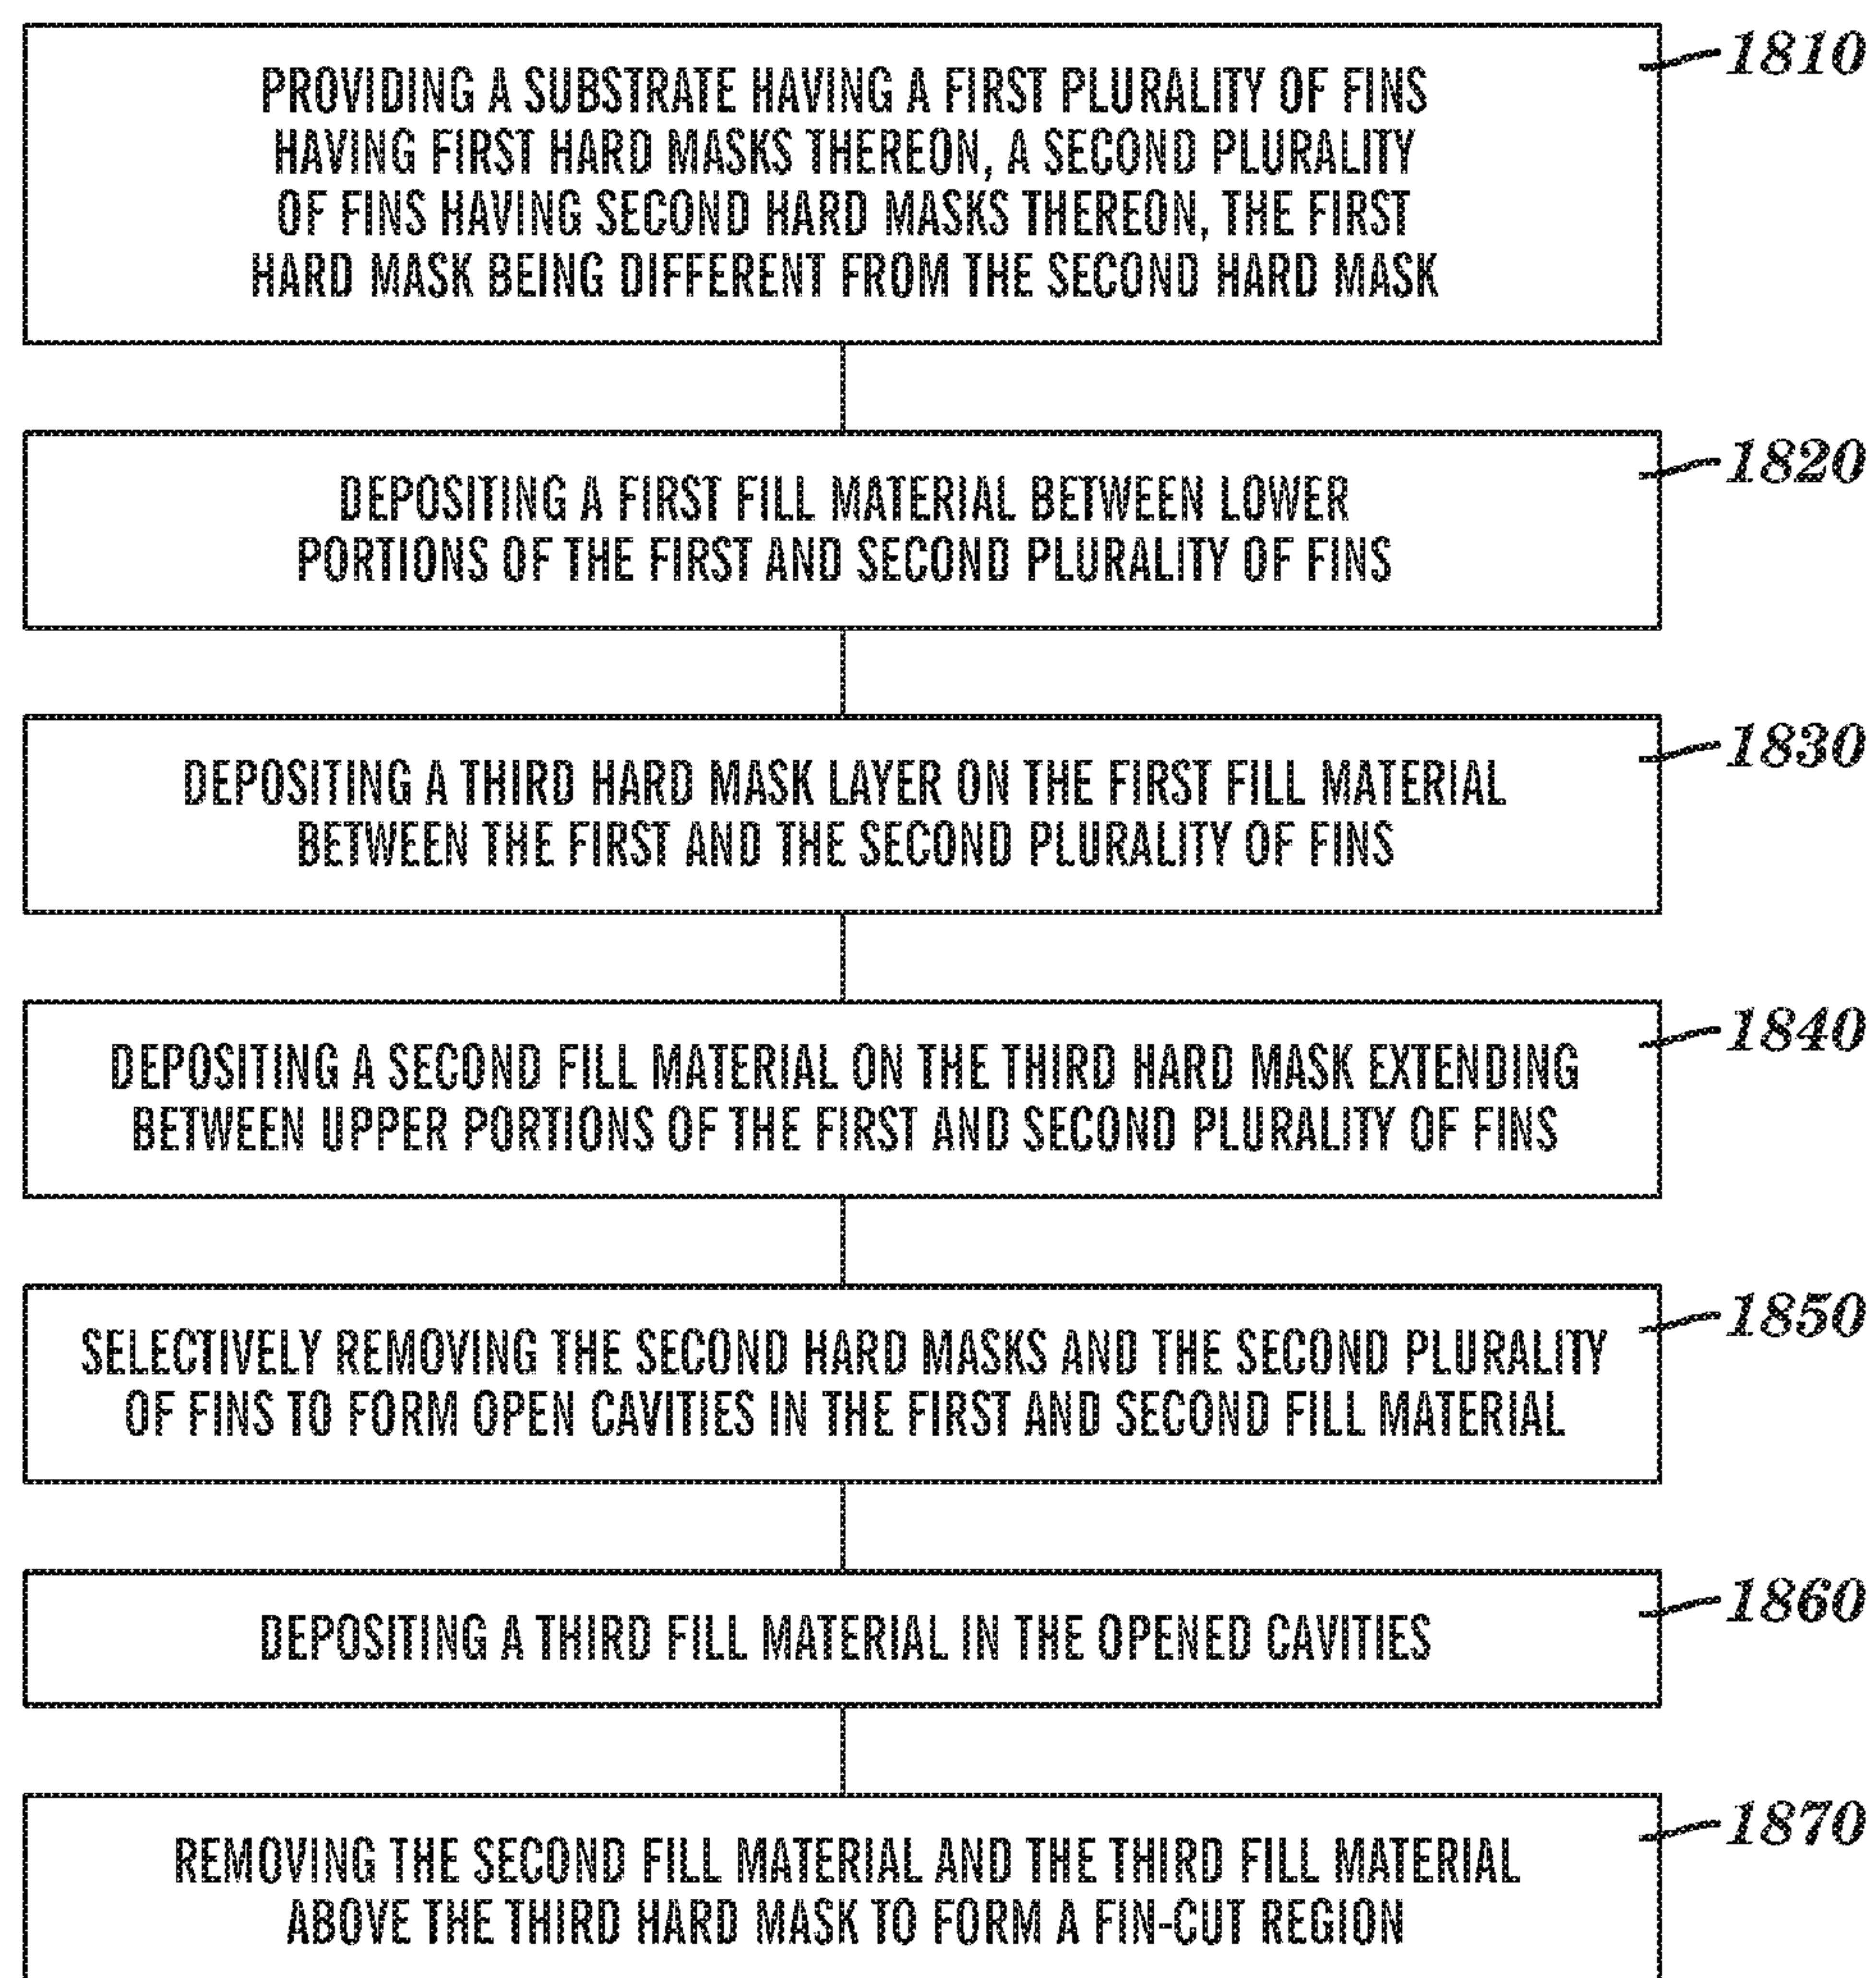 PROVIDING A SUBSTRATE HAVING A FIRST PLURALITY OF FINS
HAVING FIRST HARD MASKS THEREON, A SECOND PLURALITY
OF FINS HAVING SECOND HARD MASKS THEREON, THE FIRST
HARD MASK BEING DIFFERENT FROM THE SECOND HARD MASK
1810
DEPOSITING A FIRST FILL MATERIAL BETWEEN LOWER
PORTIONS OF THE FIRST AND SECOND PLURALITY OF FINS
1820
DEPOSITING A THIRD HARD MASK LAYER ON THE FIRST FILL MATERIAL
BETWEEN THE FIRST AND THE SECOND PLURALITY OF FINS
1830
DEPOSITING A SECOND FILL MATERIAL ON THE THIRD HARD MASK EXTENDING
BETWEEN UPPER PORTIONS OF THE FIRST AND SECOND PLURALITY OF FINS
1840
SELECTIVELY REMOVING THE SECOND HARD MASKS AND THE SECOND PLURALITY
OF FINS TO FORM OPEN CAVITIES IN THE FIRST AND SECOND FILL MATERIAL
1850
DEPOSITING A THIRD FILL MATERIAL IN THE OPENED CAVITIES
1860
REMOVING THE SECOND FILL MATERIAL AND THE THIRD FILL MATERIAL
ABOVE THE THIRD HARD MASK TO FORM A FIN-CUT REGION
1870